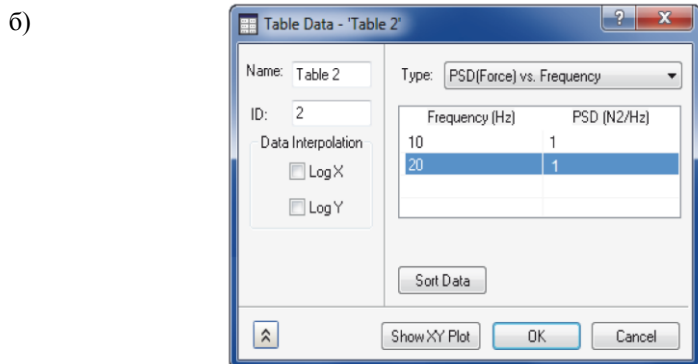 б)
Table Data - 'Table 2'
Name: Table 2
ID: 2
Data Interpolation
Log X
Log Y
Type: PSD(Force) vs. Frequency
Frequency (Hz) PSD (N2/Hz)
10 1
20 1
Sort Data
Show XY Plot OK Cancel